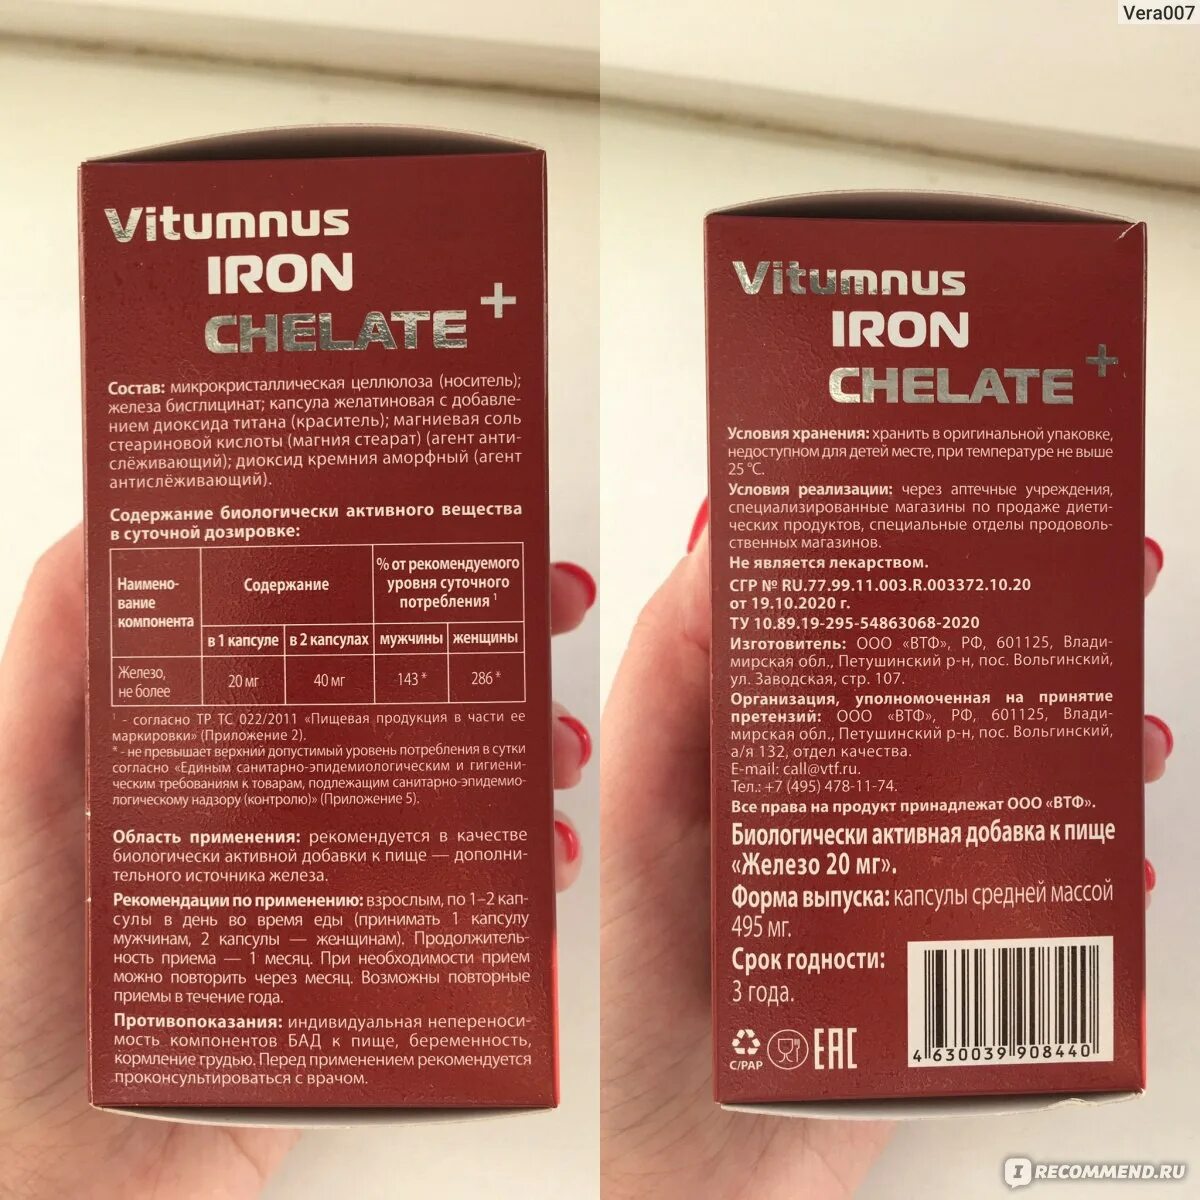 Vera007
Vitumnus
IRON
CHELATE +
Состав: микрокристаллическая целлюлоза (носитель);
железа бисглицинат; капсула желатиновая с добавле-
нием диоксида титана (краситель); магниевая соль
стеариновой кислоты (магния стеарат) (агент анти-
слёживающий); диоксид кремния аморфный (агент
антислёживающий).
Содержание биологически активного вещества
в суточной дозировке:
Наимено-
вание
компонента
Содержание
% от рекомендуемого
уровня суточного
потребления ¹
в 1 капсуле
в 2 капсулах
мужчины
женщины
Железо,
не более
20 мг
40 мг
143 *
286 *
¹ - согласно ТР ТС 022/2011 «Пищевая продукция в части ее
маркировки» (Приложение 2).
* - не превышает верхний допустимый уровень потребления в сутки
согласно «Единым санитарно-эпидемиологическим и гигиени-
ческим требованиям к товарам, подлежащим санитарно-эпидемио-
логическому надзору (контролю)» (Приложение 5).
Область применения: рекомендуется в качестве
биологически активной добавки к пище — дополни-
тельного источника железа.
Рекомендации по применению: взрослым, по 1–2 кап-
сулы в день во время еды (принимать 1 капсулу
мужчинам, 2 капсулы — женщинам). Продолжитель-
ность приема — 1 месяц. При необходимости прием
можно повторить через месяц. Возможны повторные
приемы в течение года.
Противопоказания: индивидуальная непереноси-
мость компонентов БАД к пище, беременность,
кормление грудью. Перед применением рекомендуется
проконсультироваться с врачом.
Vitumnus
IRON
CHELATE +
Условия хранения: хранить в оригинальной упаковке,
недоступном для детей месте, при температуре не выше
25 °С.
Условия реализации: через аптечные учреждения,
специализированные магазины по продаже диети-
ческих продуктов, специальные отделы продоволь-
ственных магазинов.
Не является лекарством.
СГР № RU.77.99.11.003.R.003372.10.20
от 19.10.2020 г.
ТУ 10.89.19-295-54863068-2020
Изготовитель: ООО «ВТФ», РФ, 601125, Влади-
мирская обл., Петушинский р-н, пос. Вольгинский,
ул. Заводская, стр. 107.
Организация, уполномоченная на принятие
претензий: ООО «ВТФ», РФ, 601125, Влади-
мирская обл., Петушинский р-н, пос. Вольгинский,
а/я 132, отдел качества.
E-mail: call@vtf.ru.
Тел.: +7 (495) 478-11-74.
Все права на продукт принадлежат ООО «ВТФ».
Биологически активная добавка к пище
«Железо 20 мг».
Форма выпуска: капсулы средней массой
495 мг.
Срок годности:
3 года.
C/PAP
EAC
4 630039 908440
I RECOMMEND.RU